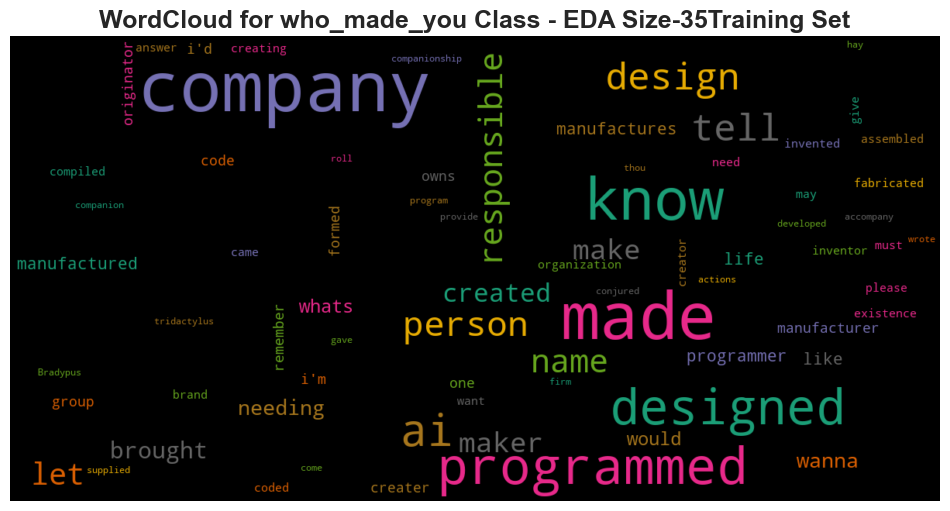 WordCloud for who_made_you Class - EDA Size-35Training Set
originator
answer
i'd
creating
company
companionship
responsible
design
hay
give
manufactures
tell
invented
assembled
compiled
code
roll
owns
thou
need
fabricated
companion
program
provide
know
may
accompany
developed
formed
came
make
creator
life
inventor
must
wrote
manufactured
organization
actions
please
remember
whats
created
conjured
existence
tridactylus
gave
person
made
manufacturer
Bradypus
i'm
name
programmer
like
group
brand
needing
one
firm
want
designed
brought
ai
maker
would
let
supplied
come
programmed
wanna
coded
creater